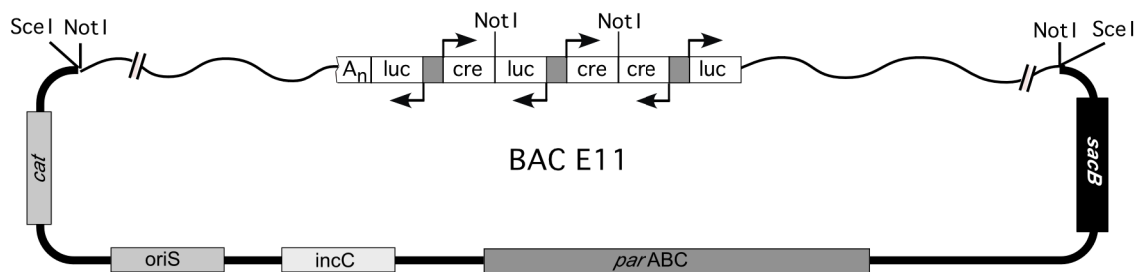 SceI NotI NotI NotI NotI SceI
An luc cre luc cre cre luc
BAC E11
cat
sacB
oriS incC parABC